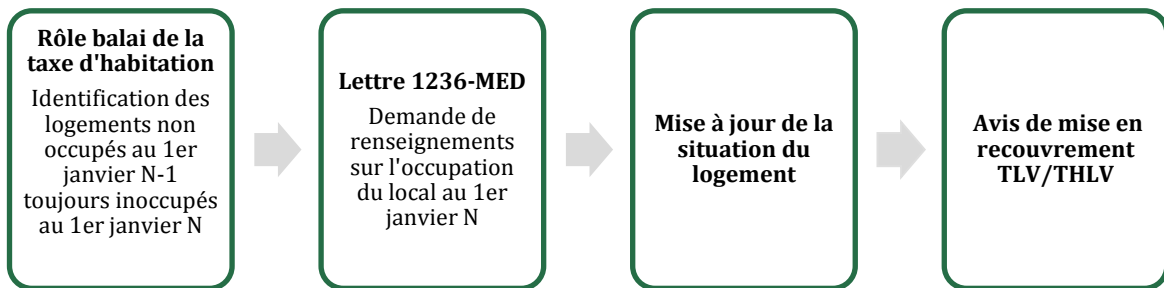 Rôle balai de la
taxe d'habitation
Identification des
logements non
occupés au 1er
janvier N-1
toujours inoccupés
au 1er janvier N
Lettre 1236-MED
Demande de
renseignements
sur l'occupation
du local au 1er
janvier N
Mise à jour de la
situation du
logement
Avis de mise en
recouvrement
TLV/THLV